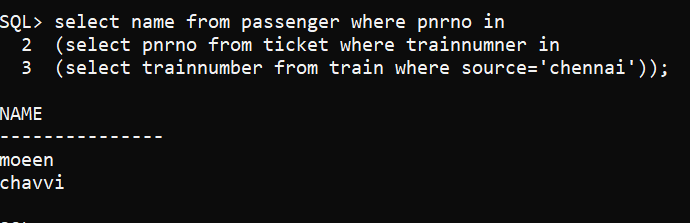 SQL> select name from passenger where pnrno in
2 (select pnrno from ticket where trainnumner in
3 (select trainnumber from train where source='chennai'));
NAME
---------------
moeen
chavvi